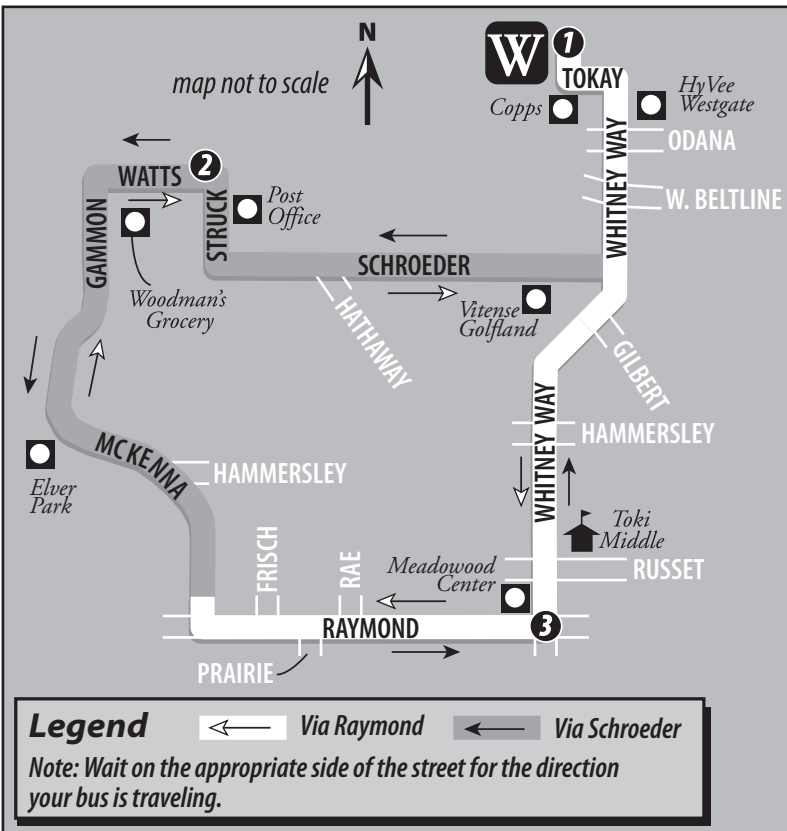 N
map not to scale
W
1
TOKAY
Copps
HyVee
Westgate
ODANA
WHITNEY WAY
W. BELTLINE
2
WATTS
Post
Office
STRUCK
GAMMON
SCHROEDER
Woodman's
Grocery
HATHAWAY
Vitense
Golfland
GILBERT
MCKENNA
WHITNEY WAY
HAMMERSLEY
HAMMERSLEY
Elver
Park
Toki
Middle
FRISCH
RAE
Meadowood
Center
RUSSET
RAYMOND
3
PRAIRIE
Legend
Via Raymond
Via Schroeder
Note: Wait on the appropriate side of the street for the direction
your bus is traveling.